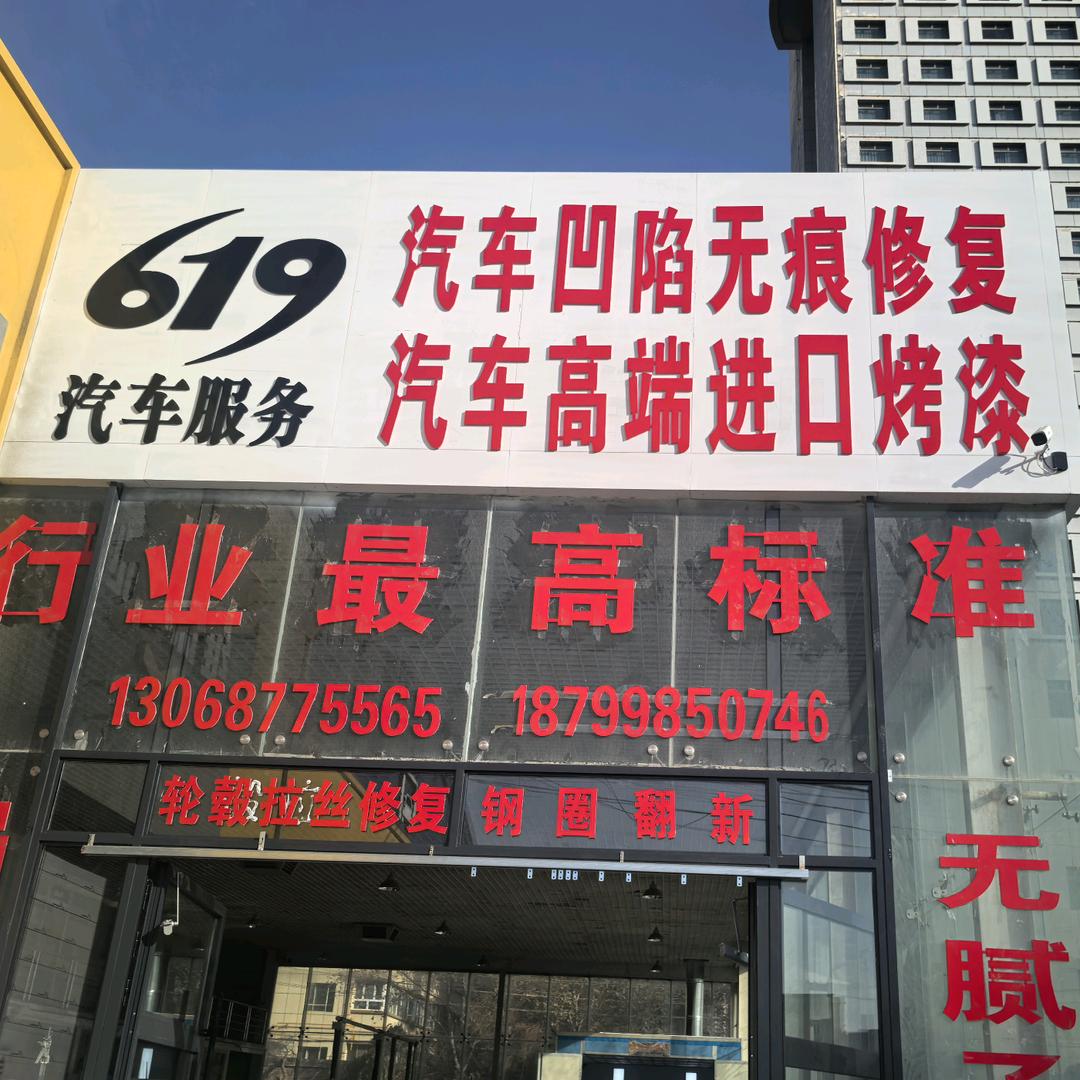 619
汽车服务
汽车凹陷无痕修复
汽车高端进口烤漆
行业最高标准
13068775565 18799850746
轮毂拉丝修复 钢圈翻新
无
腻